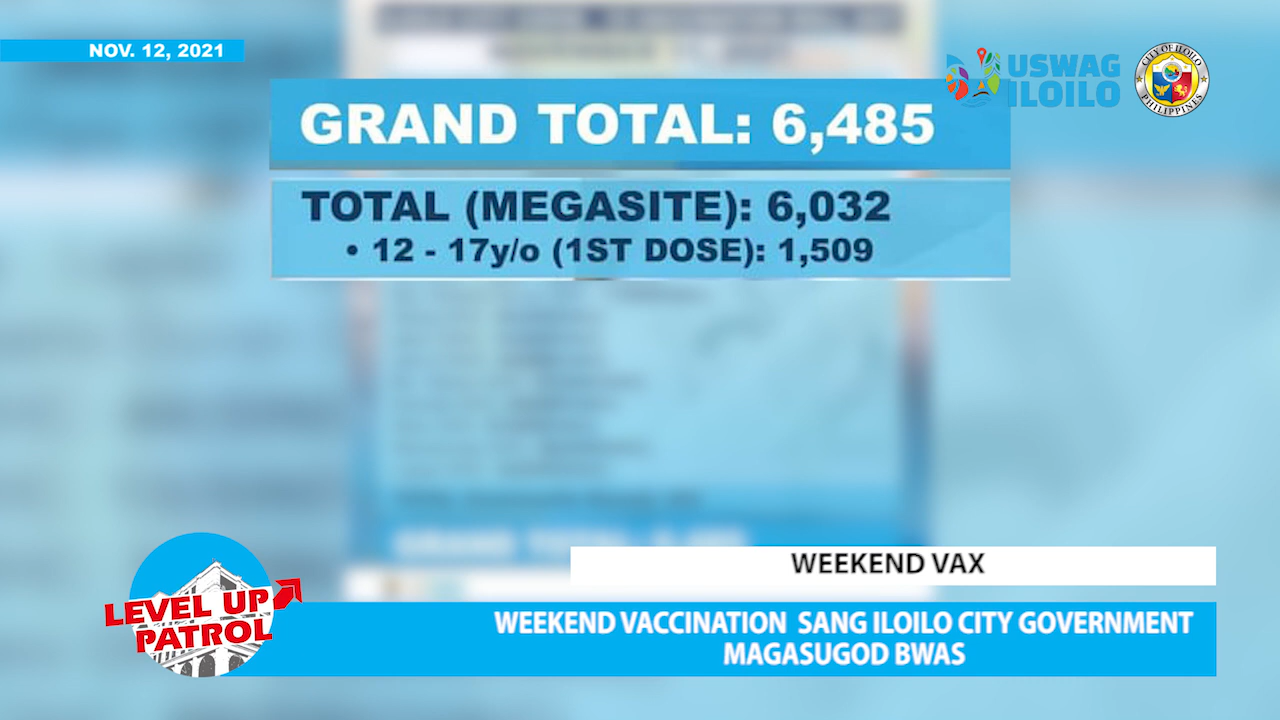 NOV. 12, 2021
USWAG
ILOILO
CITY OF ILOILO
PHILIPPINES
GRAND TOTAL: 6,485
TOTAL (MEGASITE): 6,032
• 12 - 17y/o (1ST DOSE): 1,509
WEEKEND VAX
LEVEL UP
PATROL
WEEKEND VACCINATION SANG ILOILO CITY GOVERNMENT
MAGASUGOD BWAS